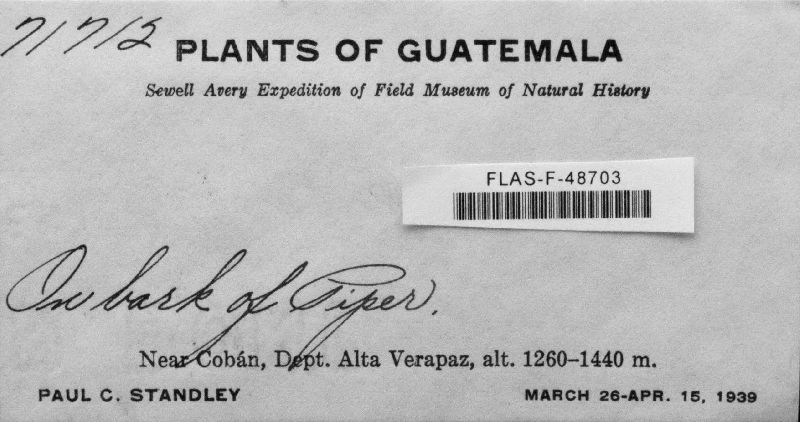 71712
PLANTS OF GUATEMALA
Sewell Avery Expedition of Field Museum of Natural History
FLAS-F-48703
On bark of Piper.
Near Cobán, Dept. Alta Verapaz, alt. 1260–1440 m.
PAUL C. STANDLEY
MARCH 26-APR. 15, 1939